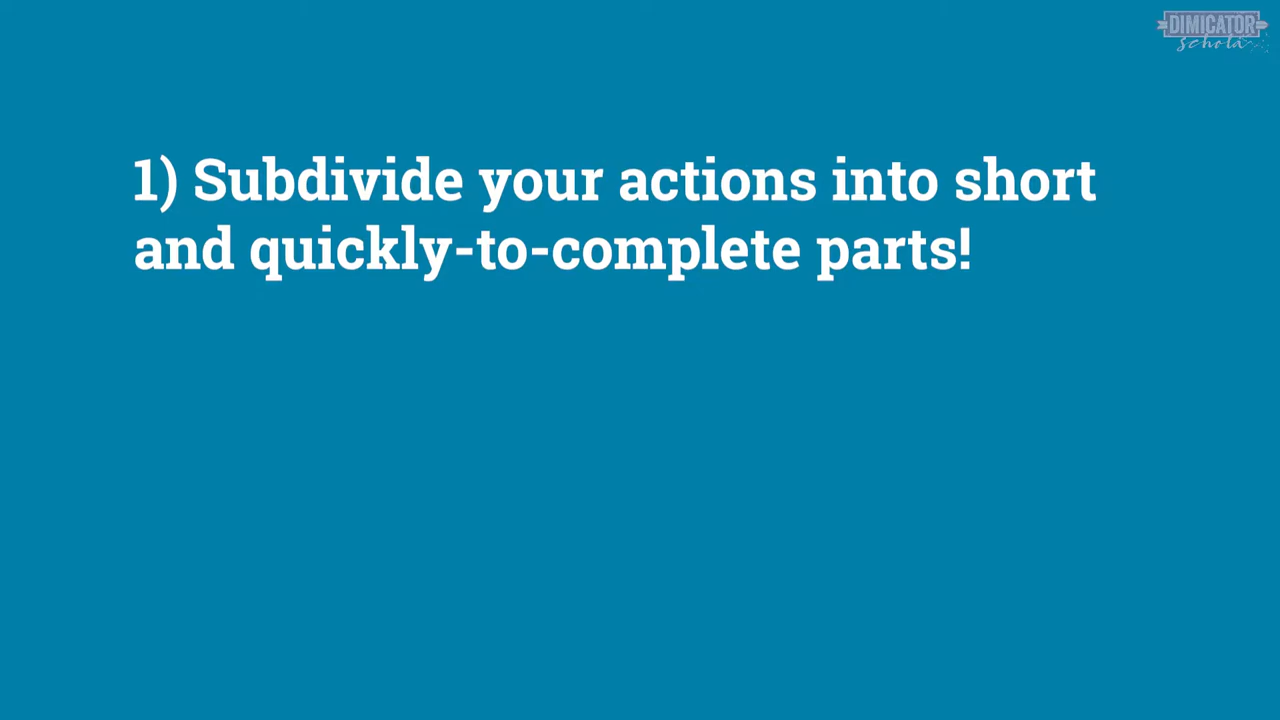 DIMICATOR
schola
1) Subdivide your actions into short
and quickly-to-complete parts!